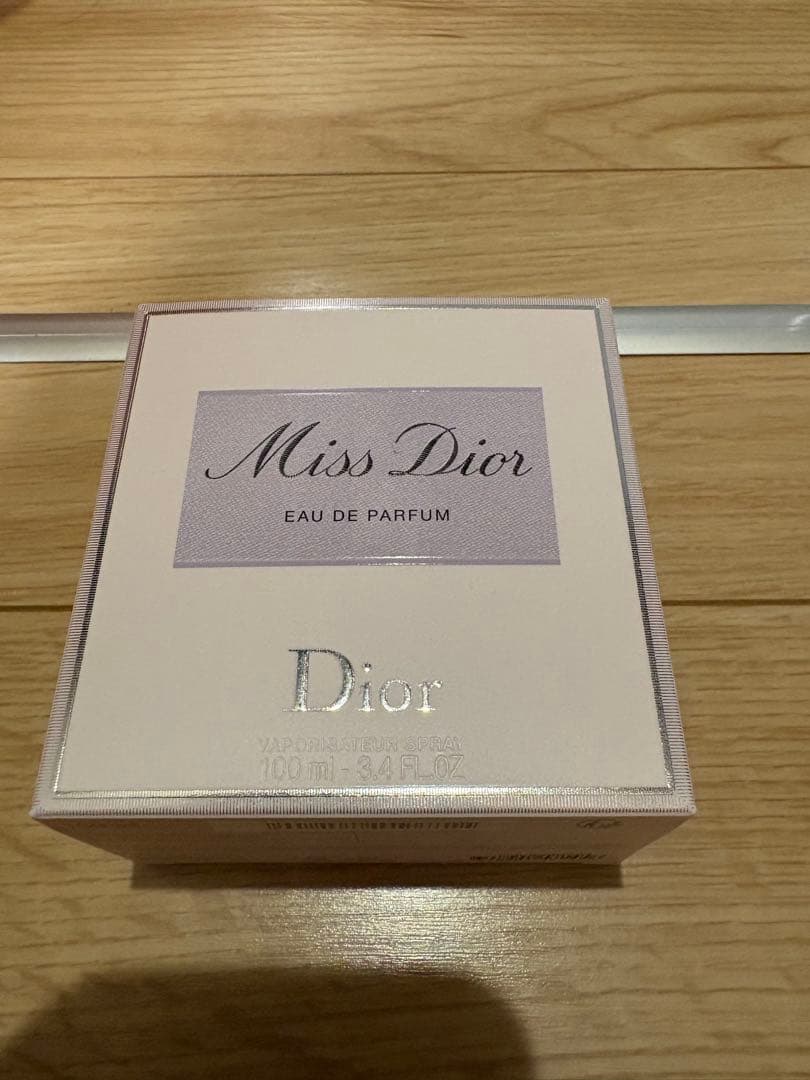 Miss Dior
EAU DE PARFUM
Dior
VAPORISATEUR SPRAY
100 ml - 3.4 FL.OZ